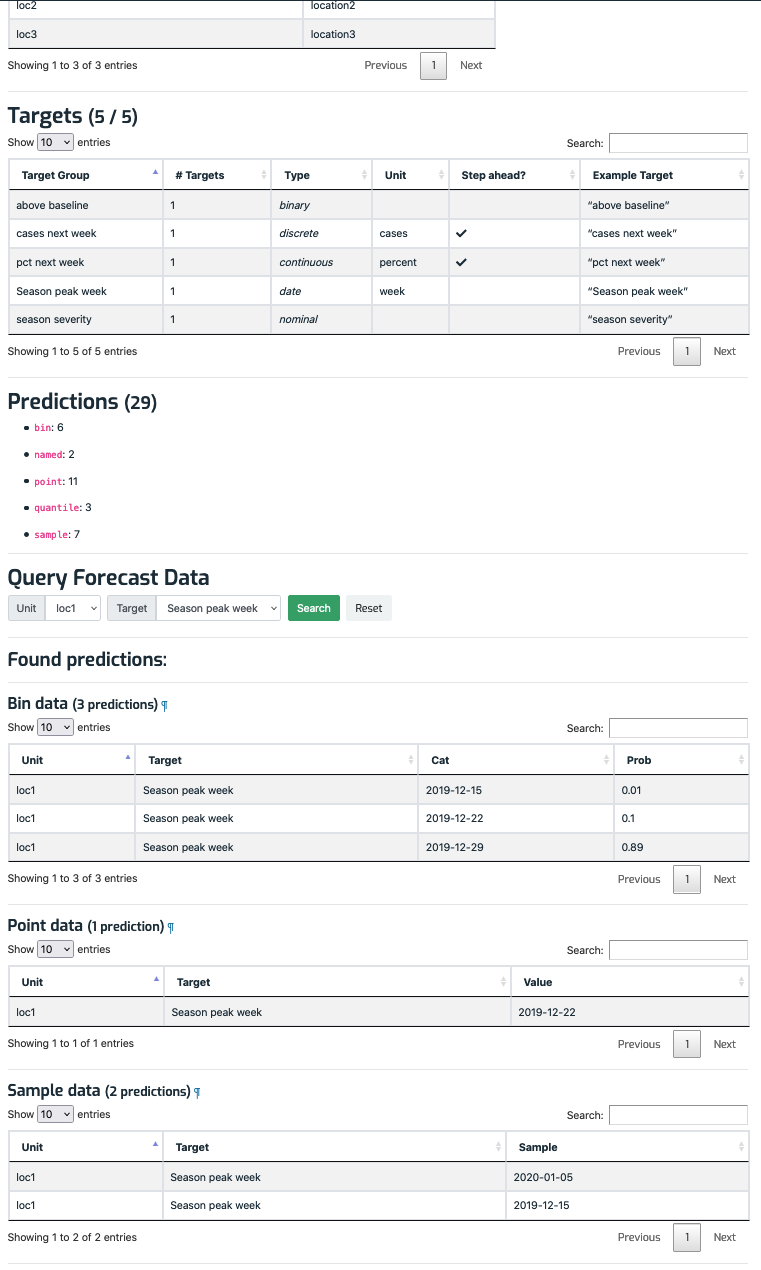 loc2 location2
loc3 location3
Showing 1 to 3 of 3 entries Previous 1 Next
Targets (5 / 5)
Show 10 entries Search:
Target Group # Targets Type Unit Step ahead? Example Target
above baseline 1 binary “above baseline”
cases next week 1 discrete cases ✓ “cases next week”
pct next week 1 continuous percent ✓ “pct next week”
Season peak week 1 date week “Season peak week”
season severity 1 nominal “season severity”
Showing 1 to 5 of 5 entries Previous 1 Next
Predictions (29)
• bin: 6
• named: 2
• point: 11
• quantile: 3
• sample: 7
Query Forecast Data
Unit loc1 Target Season peak week Search Reset
Found predictions:
Bin data (3 predictions) ¶
Show 10 entries Search:
Unit Target Cat Prob
loc1 Season peak week 2019-12-15 0.01
loc1 Season peak week 2019-12-22 0.1
loc1 Season peak week 2019-12-29 0.89
Showing 1 to 3 of 3 entries Previous 1 Next
Point data (1 prediction) ¶
Show 10 entries Search:
Unit Target Value
loc1 Season peak week 2019-12-22
Showing 1 to 1 of 1 entries Previous 1 Next
Sample data (2 predictions) ¶
Show 10 entries Search:
Unit Target Sample
loc1 Season peak week 2020-01-05
loc1 Season peak week 2019-12-15
Showing 1 to 2 of 2 entries Previous 1 Next